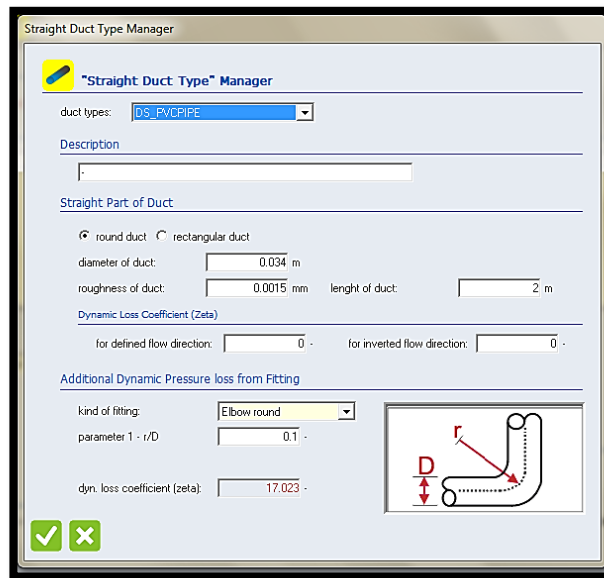 Straight Duct Type Manager
"Straight Duct Type" Manager
duct types: DS_PVCPIPE
Description
.
Straight Part of Duct
round duct rectangular duct
diameter of duct: 0.034 m
roughness of duct: 0.0015 mm lenght of duct: 2 m
Dynamic Loss Coefficient (Zeta)
for defined flow direction: 0 - for inverted flow direction: 0 -
Additional Dynamic Pressure loss from Fitting
kind of fitting: Elbow round
parameter 1 - r/D 0.1 -
dyn. loss coefficient (zeta): 17.023 -
r
D